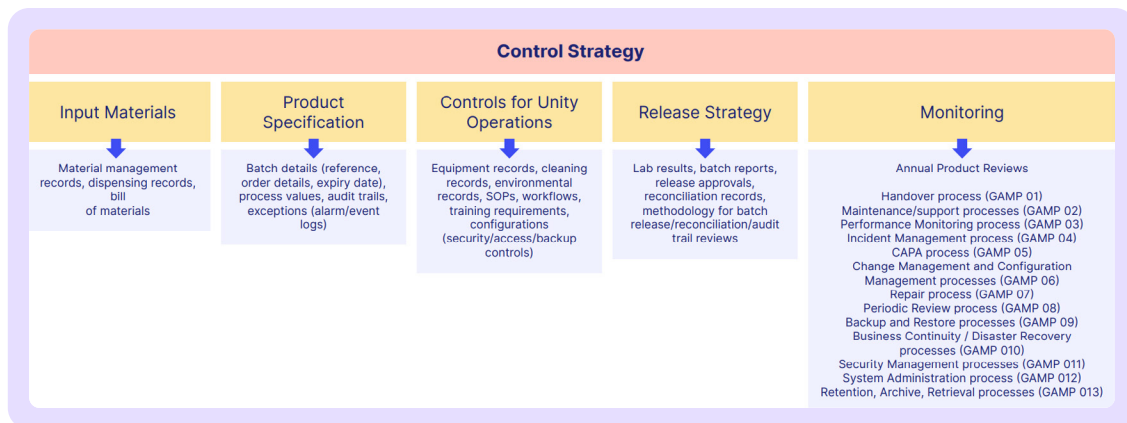 Control Strategy
Input Materials
Material management
records, dispensing records,
bill
of materials
Product
Specification
Batch details (reference,
order details, expiry date),
process values, audit trails,
exceptions (alarm/event
logs)
Controls for Unity
Operations
Equipment records, cleaning
records, environmental
records, SOPs, workflows,
training requirements,
configurations
(security/access/backup
controls)
Release Strategy
Lab results, batch reports,
release approvals,
reconciliation records,
methodology for batch
release/reconciliation/audit
trail reviews
Monitoring
Annual Product Reviews
Handover process (GAMP 01)
Maintenance/support processes (GAMP 02)
Performance Monitoring process (GAMP 03)
Incident Management process (GAMP 04)
CAPA process (GAMP 05)
Change Management and Configuration
Management processes (GAMP 06)
Repair process (GAMP 07)
Periodic Review process (GAMP 08)
Backup and Restore processes (GAMP 09)
Business Continuity / Disaster Recovery
processes (GAMP 010)
Security Management processes (GAMP 011)
System Administration process (GAMP 012)
Retention, Archive, Retrieval processes (GAMP 013)